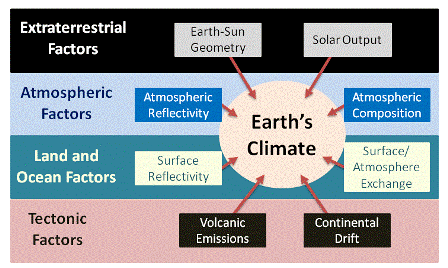 Extraterrestrial
Factors
Earth-Sun
Geometry
Solar Output
Atmospheric
Factors
Atmospheric
Reflectivity
Atmospheric
Composition
Earth's
Climate
Land and
Ocean Factors
Surface
Reflectivity
Surface/
Atmosphere
Exchange
Tectonic
Factors
Volcanic
Emissions
Continental
Drift